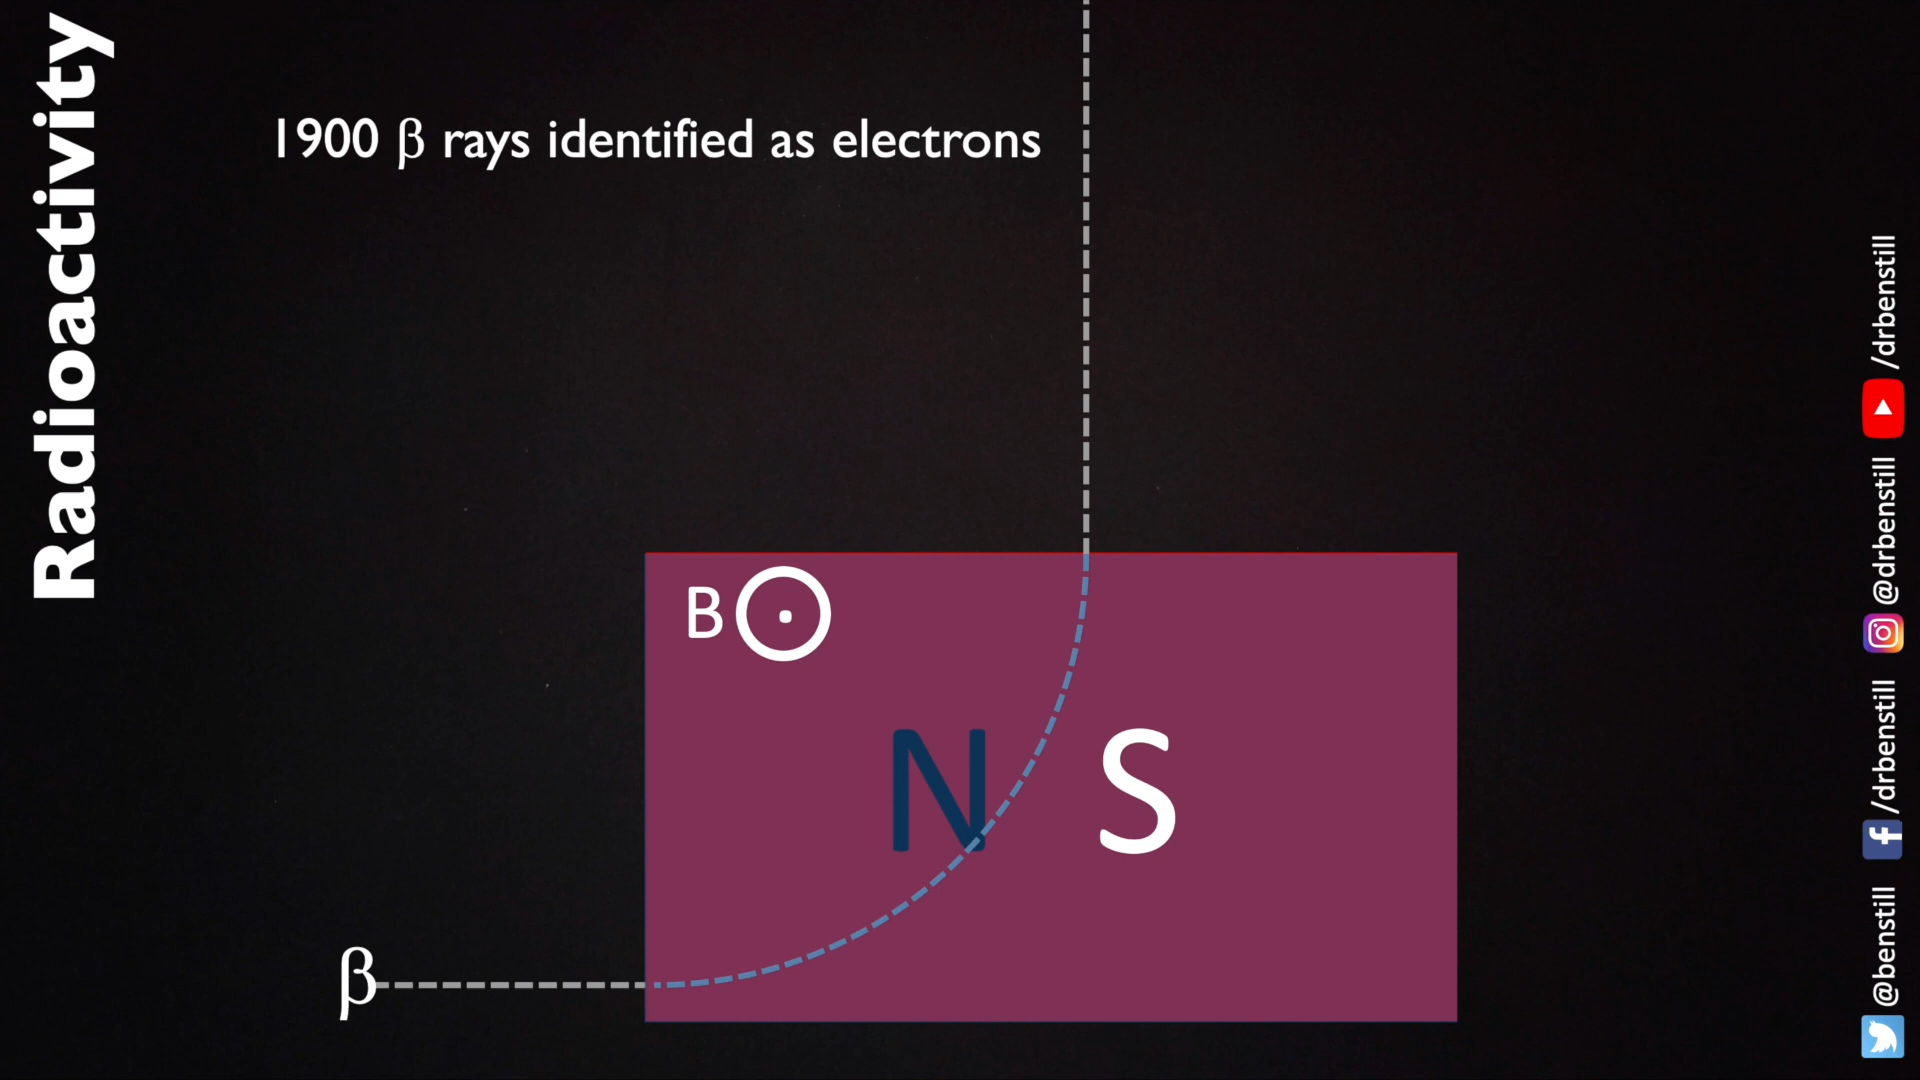 Radioactivity
1900 β rays identified as electrons
B
N S
β
/drbenstill
@drbenstill
/drbenstill
@benstill